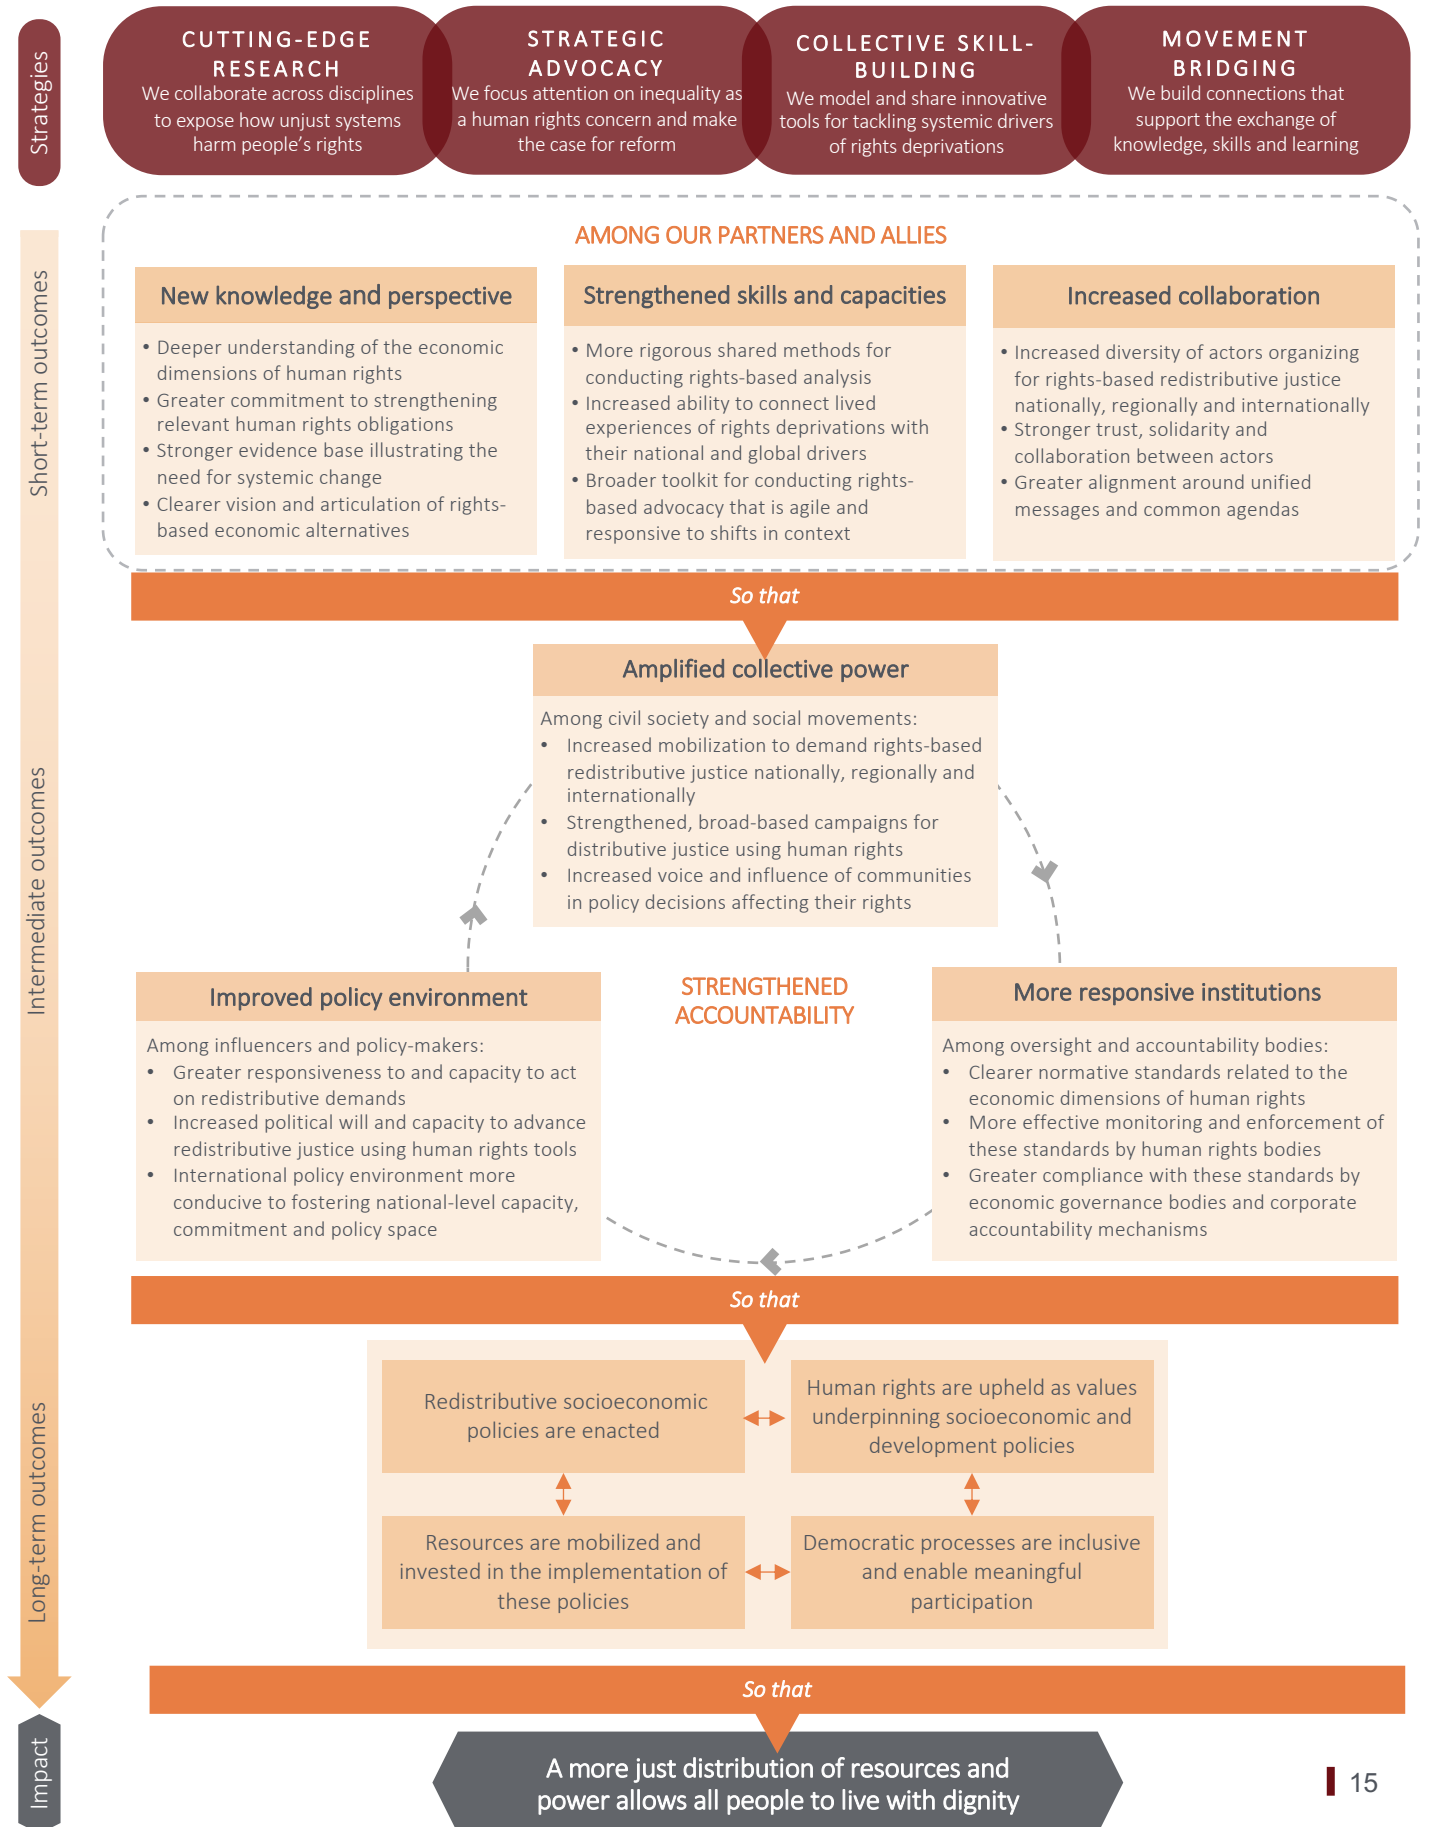 Strategies
CUTTING-EDGE
RESEARCH
We collaborate across disciplines
to expose how unjust systems
harm people's rights
STRATEGIC
ADVOCACY
We focus attention on inequality as
a human rights concern and make
the case for reform
COLLECTIVE SKILL-
BUILDING
We model and share innovative
tools for tackling systemic drivers
of rights deprivations
MOVEMENT
BRIDGING
We build connections that
support the exchange of
knowledge, skills and learning
Short-term outcomes
AMONG OUR PARTNERS AND ALLIES
New knowledge and perspective
• Deeper understanding of the economic
dimensions of human rights
• Greater commitment to strengthening
relevant human rights obligations
• Stronger evidence base illustrating the
need for systemic change
• Clearer vision and articulation of rights-
based economic alternatives
Strengthened skills and capacities
• More rigorous shared methods for
conducting rights-based analysis
• Increased ability to connect lived
experiences of rights deprivations with
their national and global drivers
• Broader toolkit for conducting rights-
based advocacy that is agile and
responsive to shifts in context
Increased collaboration
• Increased diversity of actors organizing
for rights-based redistributive justice
nationally, regionally and internationally
• Stronger trust, solidarity and
collaboration between actors
• Greater alignment around unified
messages and common agendas
So that
Intermediate outcomes
Amplified collective power
Among civil society and social movements:
• Increased mobilization to demand rights-based
redistributive justice nationally, regionally and
internationally
• Strengthened, broad-based campaigns for
distributive justice using human rights
• Increased voice and influence of communities
in policy decisions affecting their rights
Improved policy environment
Among influencers and policy-makers:
• Greater responsiveness to and capacity to act
on redistributive demands
• Increased political will and capacity to advance
redistributive justice using human rights tools
• International policy environment more
conducive to fostering national-level capacity,
commitment and policy space
STRENGTHENED
ACCOUNTABILITY
More responsive institutions
Among oversight and accountability bodies:
• Clearer normative standards related to the
economic dimensions of human rights
• More effective monitoring and enforcement of
these standards by human rights bodies
• Greater compliance with these standards by
economic governance bodies and corporate
accountability mechanisms
So that
Long-term outcomes
Redistributive socioeconomic
policies are enacted
Human rights are upheld as values
underpinning socioeconomic and
development policies
Resources are mobilized and
invested in the implementation of
these policies
Democratic processes are inclusive
and enable meaningful
participation
So that
Impact
A more just distribution of resources and
power allows all people to live with dignity
15